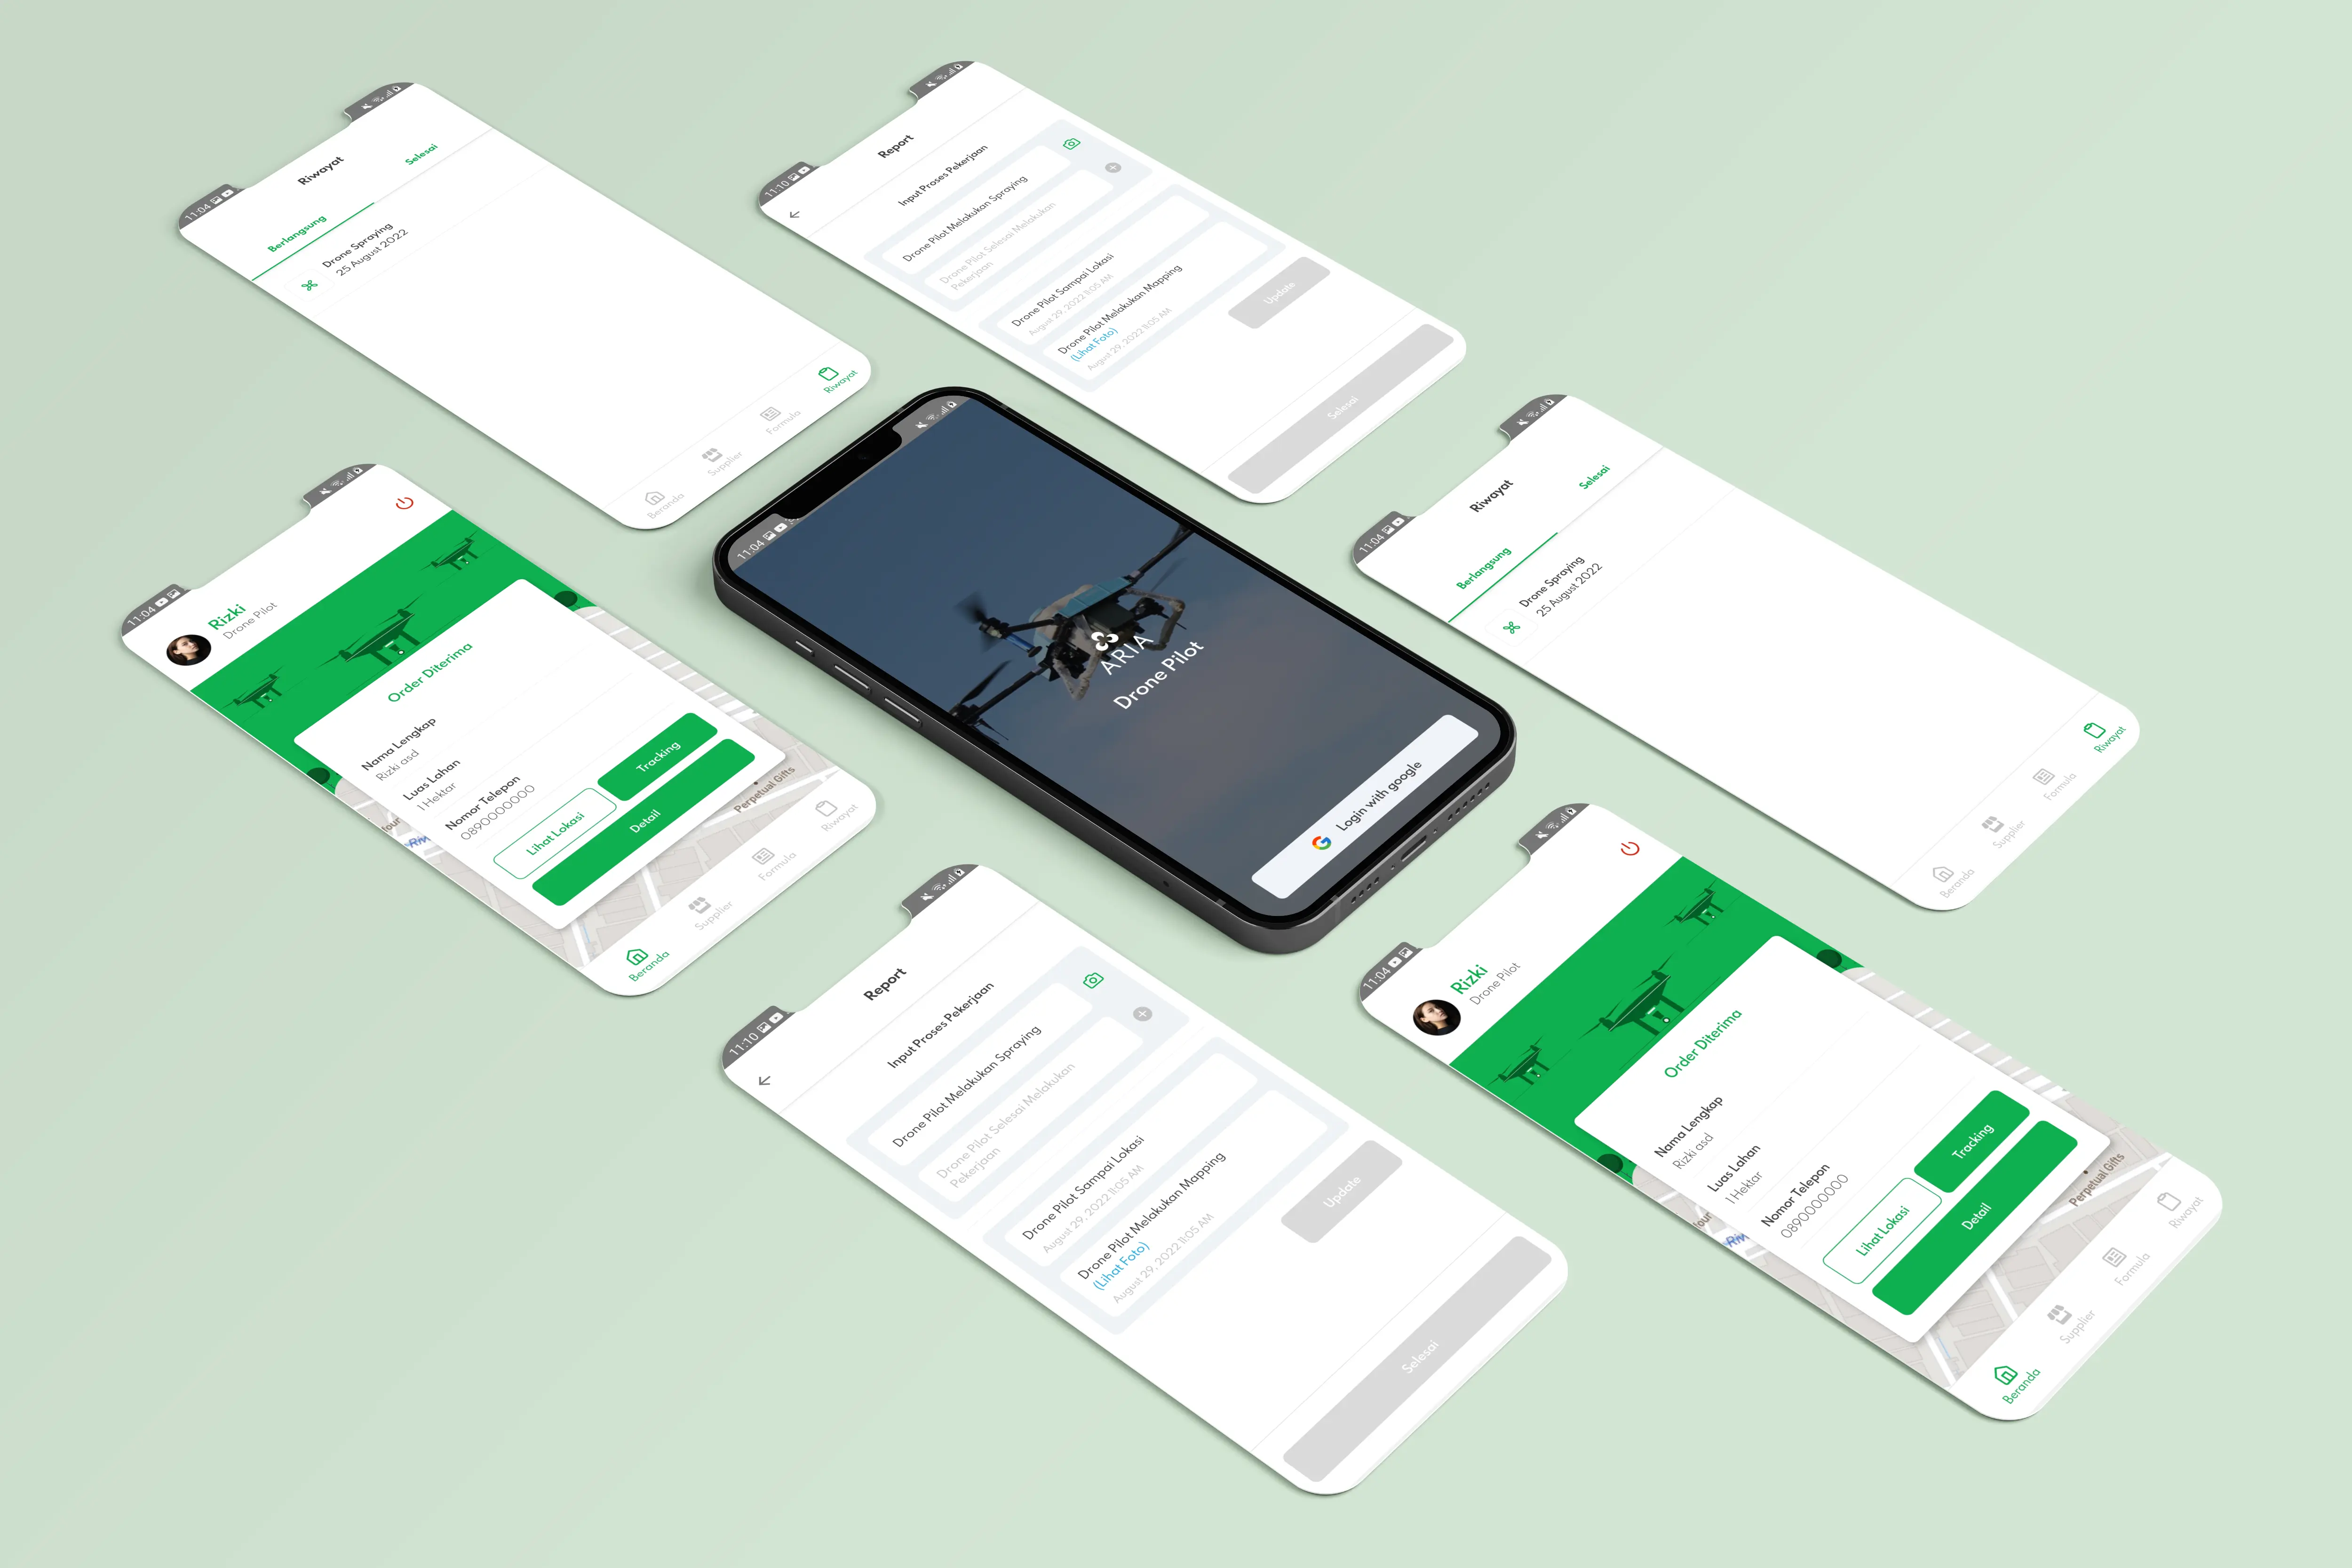 11:04
Riwayat
Berlangsung
Selesai
Drone Spraying
25 August 2022
Beranda
Supplier
Formula
Riwayat
11:10
Report
Input Proses Pekerjaan
Drone Pilot Melakukan Spraying
Drone Pilot Selesai Melakukan
Pekerjaan
Drone Pilot Sampai Lokasi
August 29, 2022 11:05 AM
Drone Pilot Melakukan Mapping
(Lihat Foto)
August 29, 2022 11:05 AM
Update
Selesai
11:04
Rizki
Drone Pilot
Order Diterima
Nama Lengkap
Rizki asd
Luas Lahan
1 Hektar
Nomor Telepon
0890000000
Lihat Lokasi
Tracking
Detail
Perpetual Gifts
Beranda
Supplier
Formula
Riwayat
11:04
ARIA
Drone Pilot
Login with google
11:04
Riwayat
Berlangsung
Selesai
Drone Spraying
25 August 2022
Beranda
Supplier
Formula
Riwayat
11:10
Report
Input Proses Pekerjaan
Drone Pilot Melakukan Spraying
Drone Pilot Selesai Melakukan
Pekerjaan
Drone Pilot Sampai Lokasi
August 29, 2022 11:05 AM
Drone Pilot Melakukan Mapping
(Lihat Foto)
August 29, 2022 11:05 AM
Update
Selesai
11:04
Rizki
Drone Pilot
Order Diterima
Nama Lengkap
Rizki asd
Luas Lahan
1 Hektar
Nomor Telepon
0890000000
Lihat Lokasi
Tracking
Detail
Perpetual Gifts
Beranda
Supplier
Formula
Riwayat